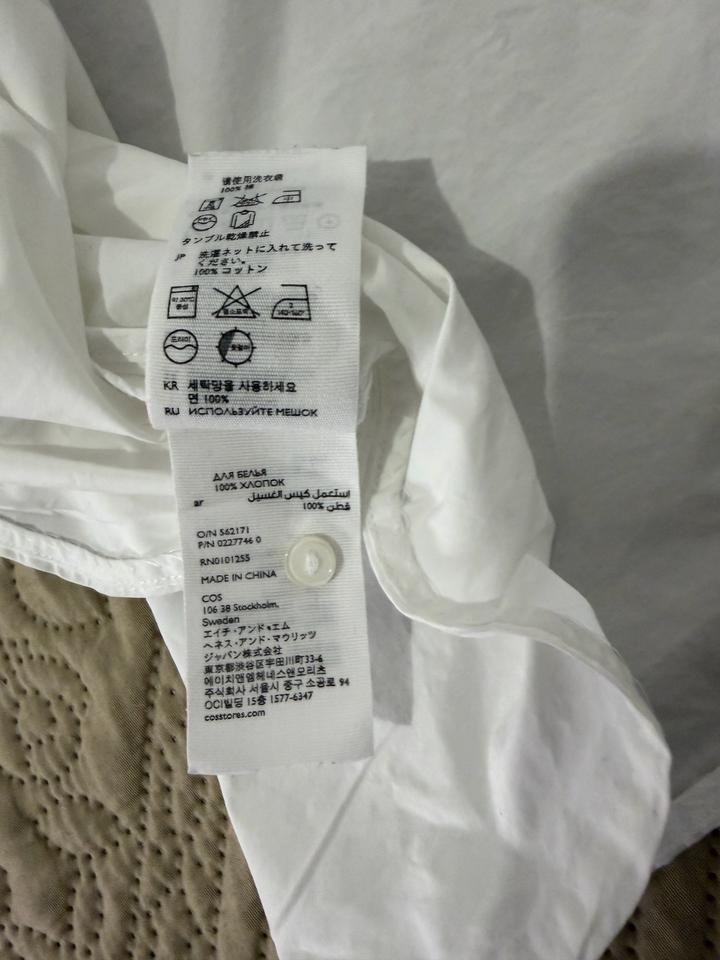 请使用洗衣袋
100% 棉
タンブル乾燥禁止
JP 洗濯ネットに入れて洗って
ください。
100% コットン
드라이
KR 세탁망을 사용하세요
면 100%
RU ИСПОЛЬЗУЙТЕ МЕШОК
ДЛЯ БЕЛЬЯ
100% ХЛОПОК
ar استعمل كيس الغسيل
100% قطن
O/N 562171
P/N 0227746 0
RN0101255
MADE IN CHINA
COS
106 38 Stockholm,
Sweden
エイチ・アンド・エム
ヘネス・アンド・マウリッツ
ジャパン株式会社
東京都渋谷区宇田川町33-6
에이치앤엠헤네스앤모리츠
주식회사 서울시 중구 소공로 94
OCI빌딩 15층 1577-6347
cosstores.com